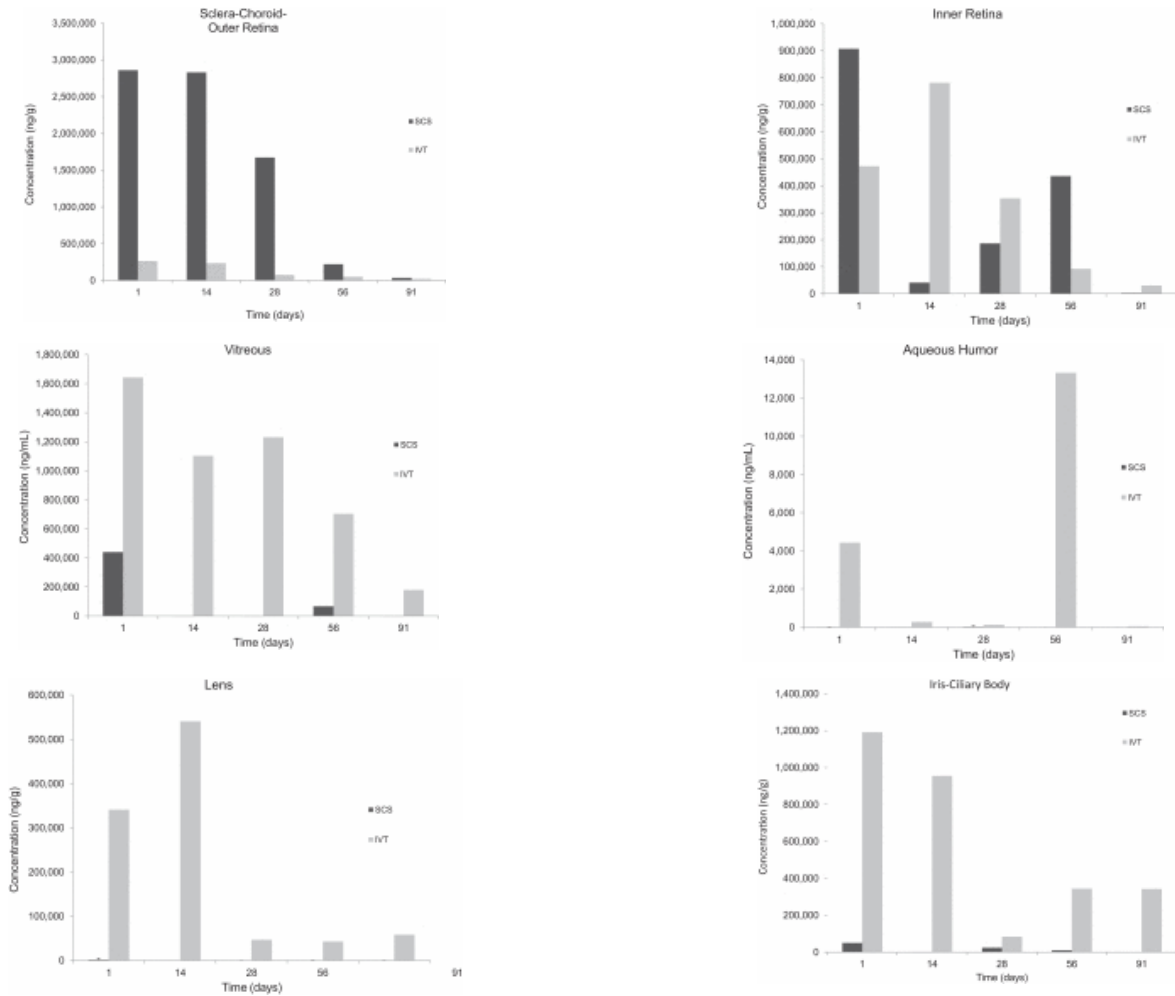 Sclera-Choroid-
Outer Retina
3,500,000
3,000,000
2,500,000
2,000,000
1,500,000
1,000,000
500,000
0
Concentration (ng/g)
SCS
IVT
1 14 28 56 91
Time (days)
Inner Retina
1,000,000
900,000
800,000
700,000
600,000
500,000
400,000
300,000
200,000
100,000
0
Concentration (ng/g)
SCS
IVT
1 14 28 56 91
Time (days)
Vitreous
1,800,000
1,600,000
1,400,000
1,200,000
1,000,000
800,000
600,000
400,000
200,000
0
Concentration (ng/mL)
SCS
IVT
1 14 28 56 91
Time (days)
Aqueous Humor
14,000
12,000
10,000
8,000
6,000
4,000
2,000
0
Concentration (ng/mL)
SCS
IVT
1 14 28 56 91
Time (days)
Lens
600,000
500,000
400,000
300,000
200,000
100,000
0
Concentration (ng/g)
SCS
IVT
1 14 28 56 91
Time (days)
Iris-Ciliary Body
1,400,000
1,200,000
1,000,000
800,000
600,000
400,000
200,000
0
Concentration (ng/g)
SCS
IVT
1 14 28 56 91
Time (days)